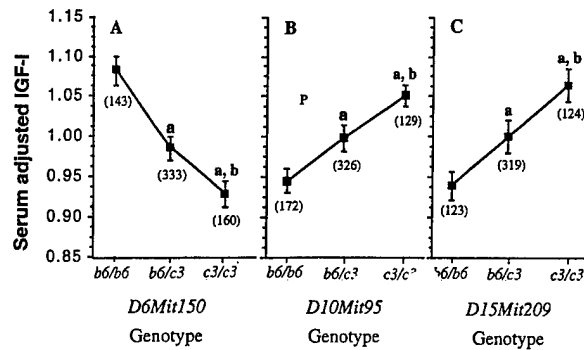 A B C
Serum adjusted IGF-I
1.15
1.10
1.05
1.00
0.95
0.90
0.85
(143)
a
(333)
a, b
(160)
b6/b6 b6/c3 c3/c3
D6Mit150
Genotype
P
(172)
a
(326)
a, b
(129)
b6/b6 b6/c3
D10Mit95
Genotype
(123)
a
(319)
a, b
(124)
b6/c3 c3/c3
D15Mit209
Genotype